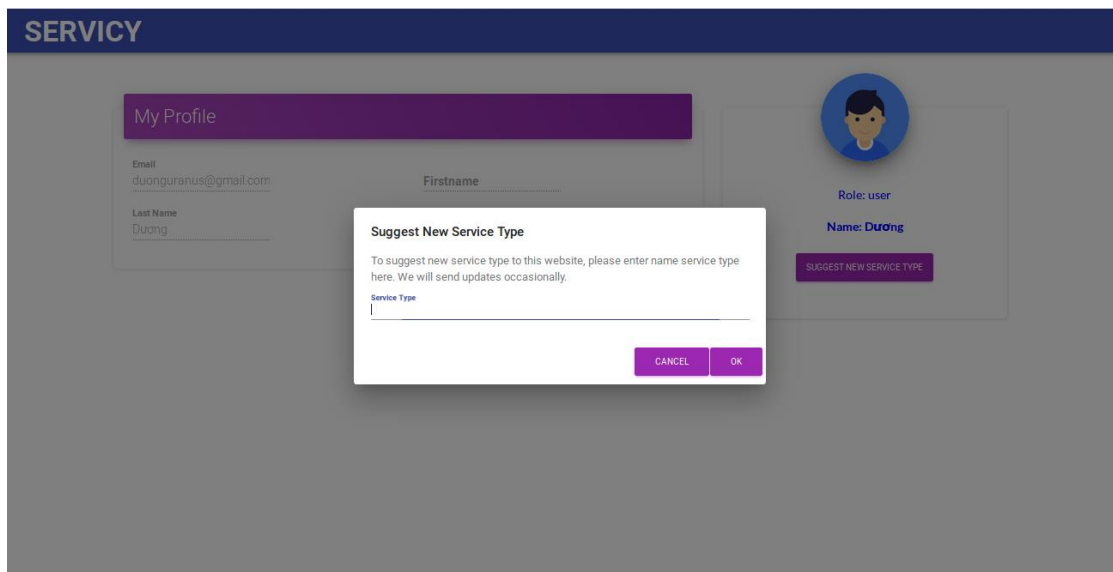 SERVICY
My Profile
Email
duonguranus@gmail.com
Firstname
Last Name
Dương
Role: user
Name: Dương
SUGGEST NEW SERVICE TYPE
Suggest New Service Type
To suggest new service type to this website, please enter name service type
here. We will send updates occasionally.
Service Type
CANCEL
OK